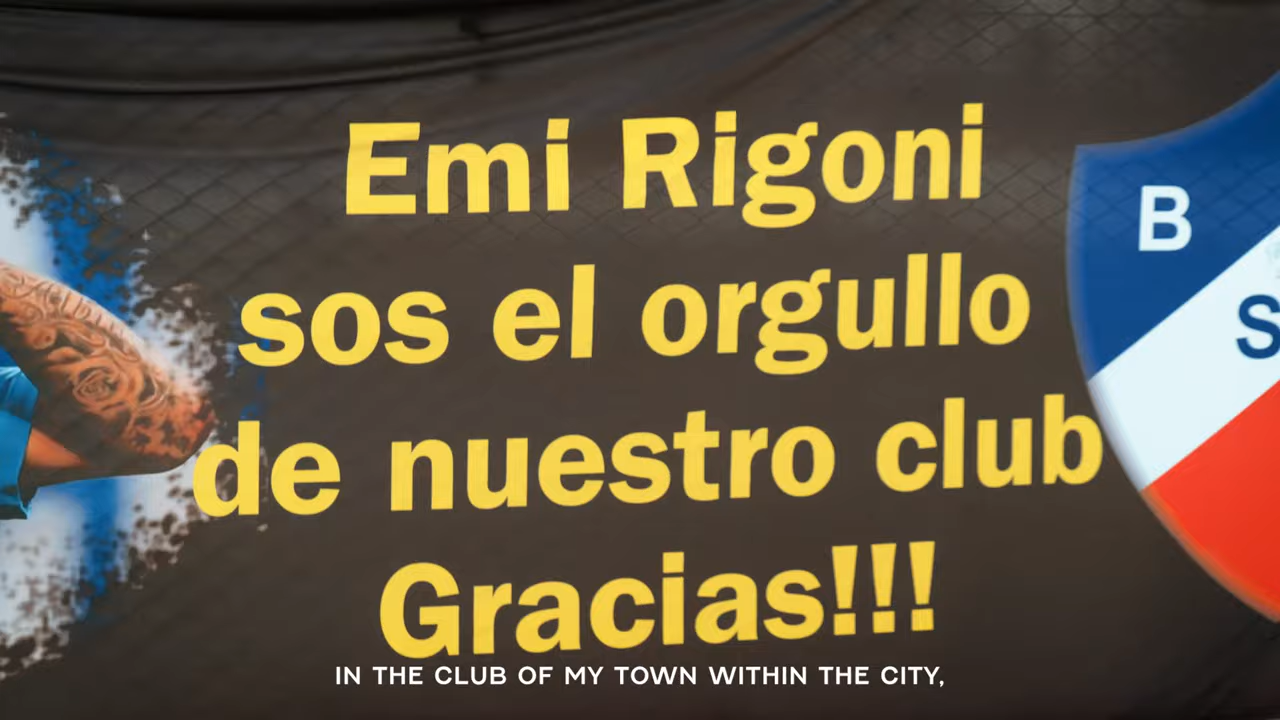 Emi Rigoni
sos el orgullo
de nuestro club
Gracias!!!
B
S
IN THE CLUB OF MY TOWN WITHIN THE CITY,